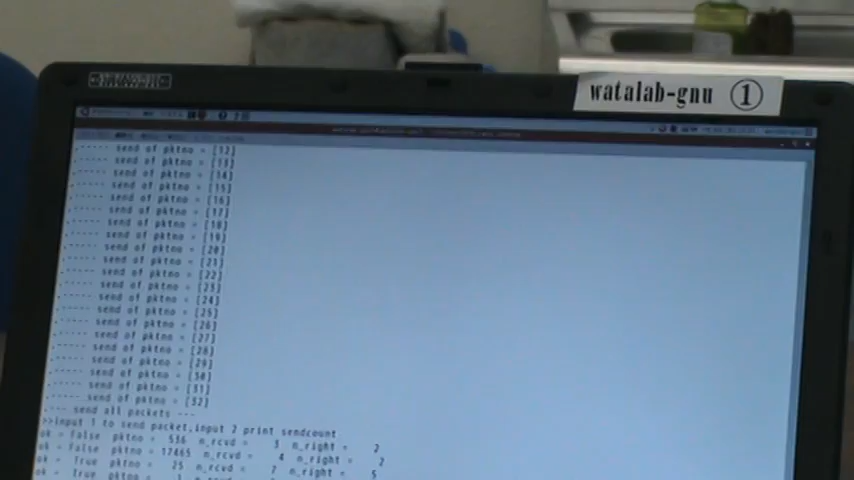 watalab-gnu ①
----- send of pktno = [12]
----- send of pktno = [13]
----- send of pktno = [14]
----- send of pktno = [15]
----- send of pktno = [16]
----- send of pktno = [17]
----- send of pktno = [18]
----- send of pktno = [19]
----- send of pktno = [20]
----- send of pktno = [21]
----- send of pktno = [22]
----- send of pktno = [23]
----- send of pktno = [24]
----- send of pktno = [25]
----- send of pktno = [26]
----- send of pktno = [27]
----- send of pktno = [28]
----- send of pktno = [29]
----- send of pktno = [30]
----- send of pktno = [31]
----- send of pktno = [32]
---- send all packets ---
>>input 1 to send packet,input 2 print sendcount
ok = False pktno = 536 n_rcvd = 3 n_right = 2
ok = False pktno = 17465 n_rcvd = 4 n_right = 2
ok = True pktno = 25 n_rcvd = 7 n_right = 5
ok = True pktno = 1 n_rcvd = n_right =